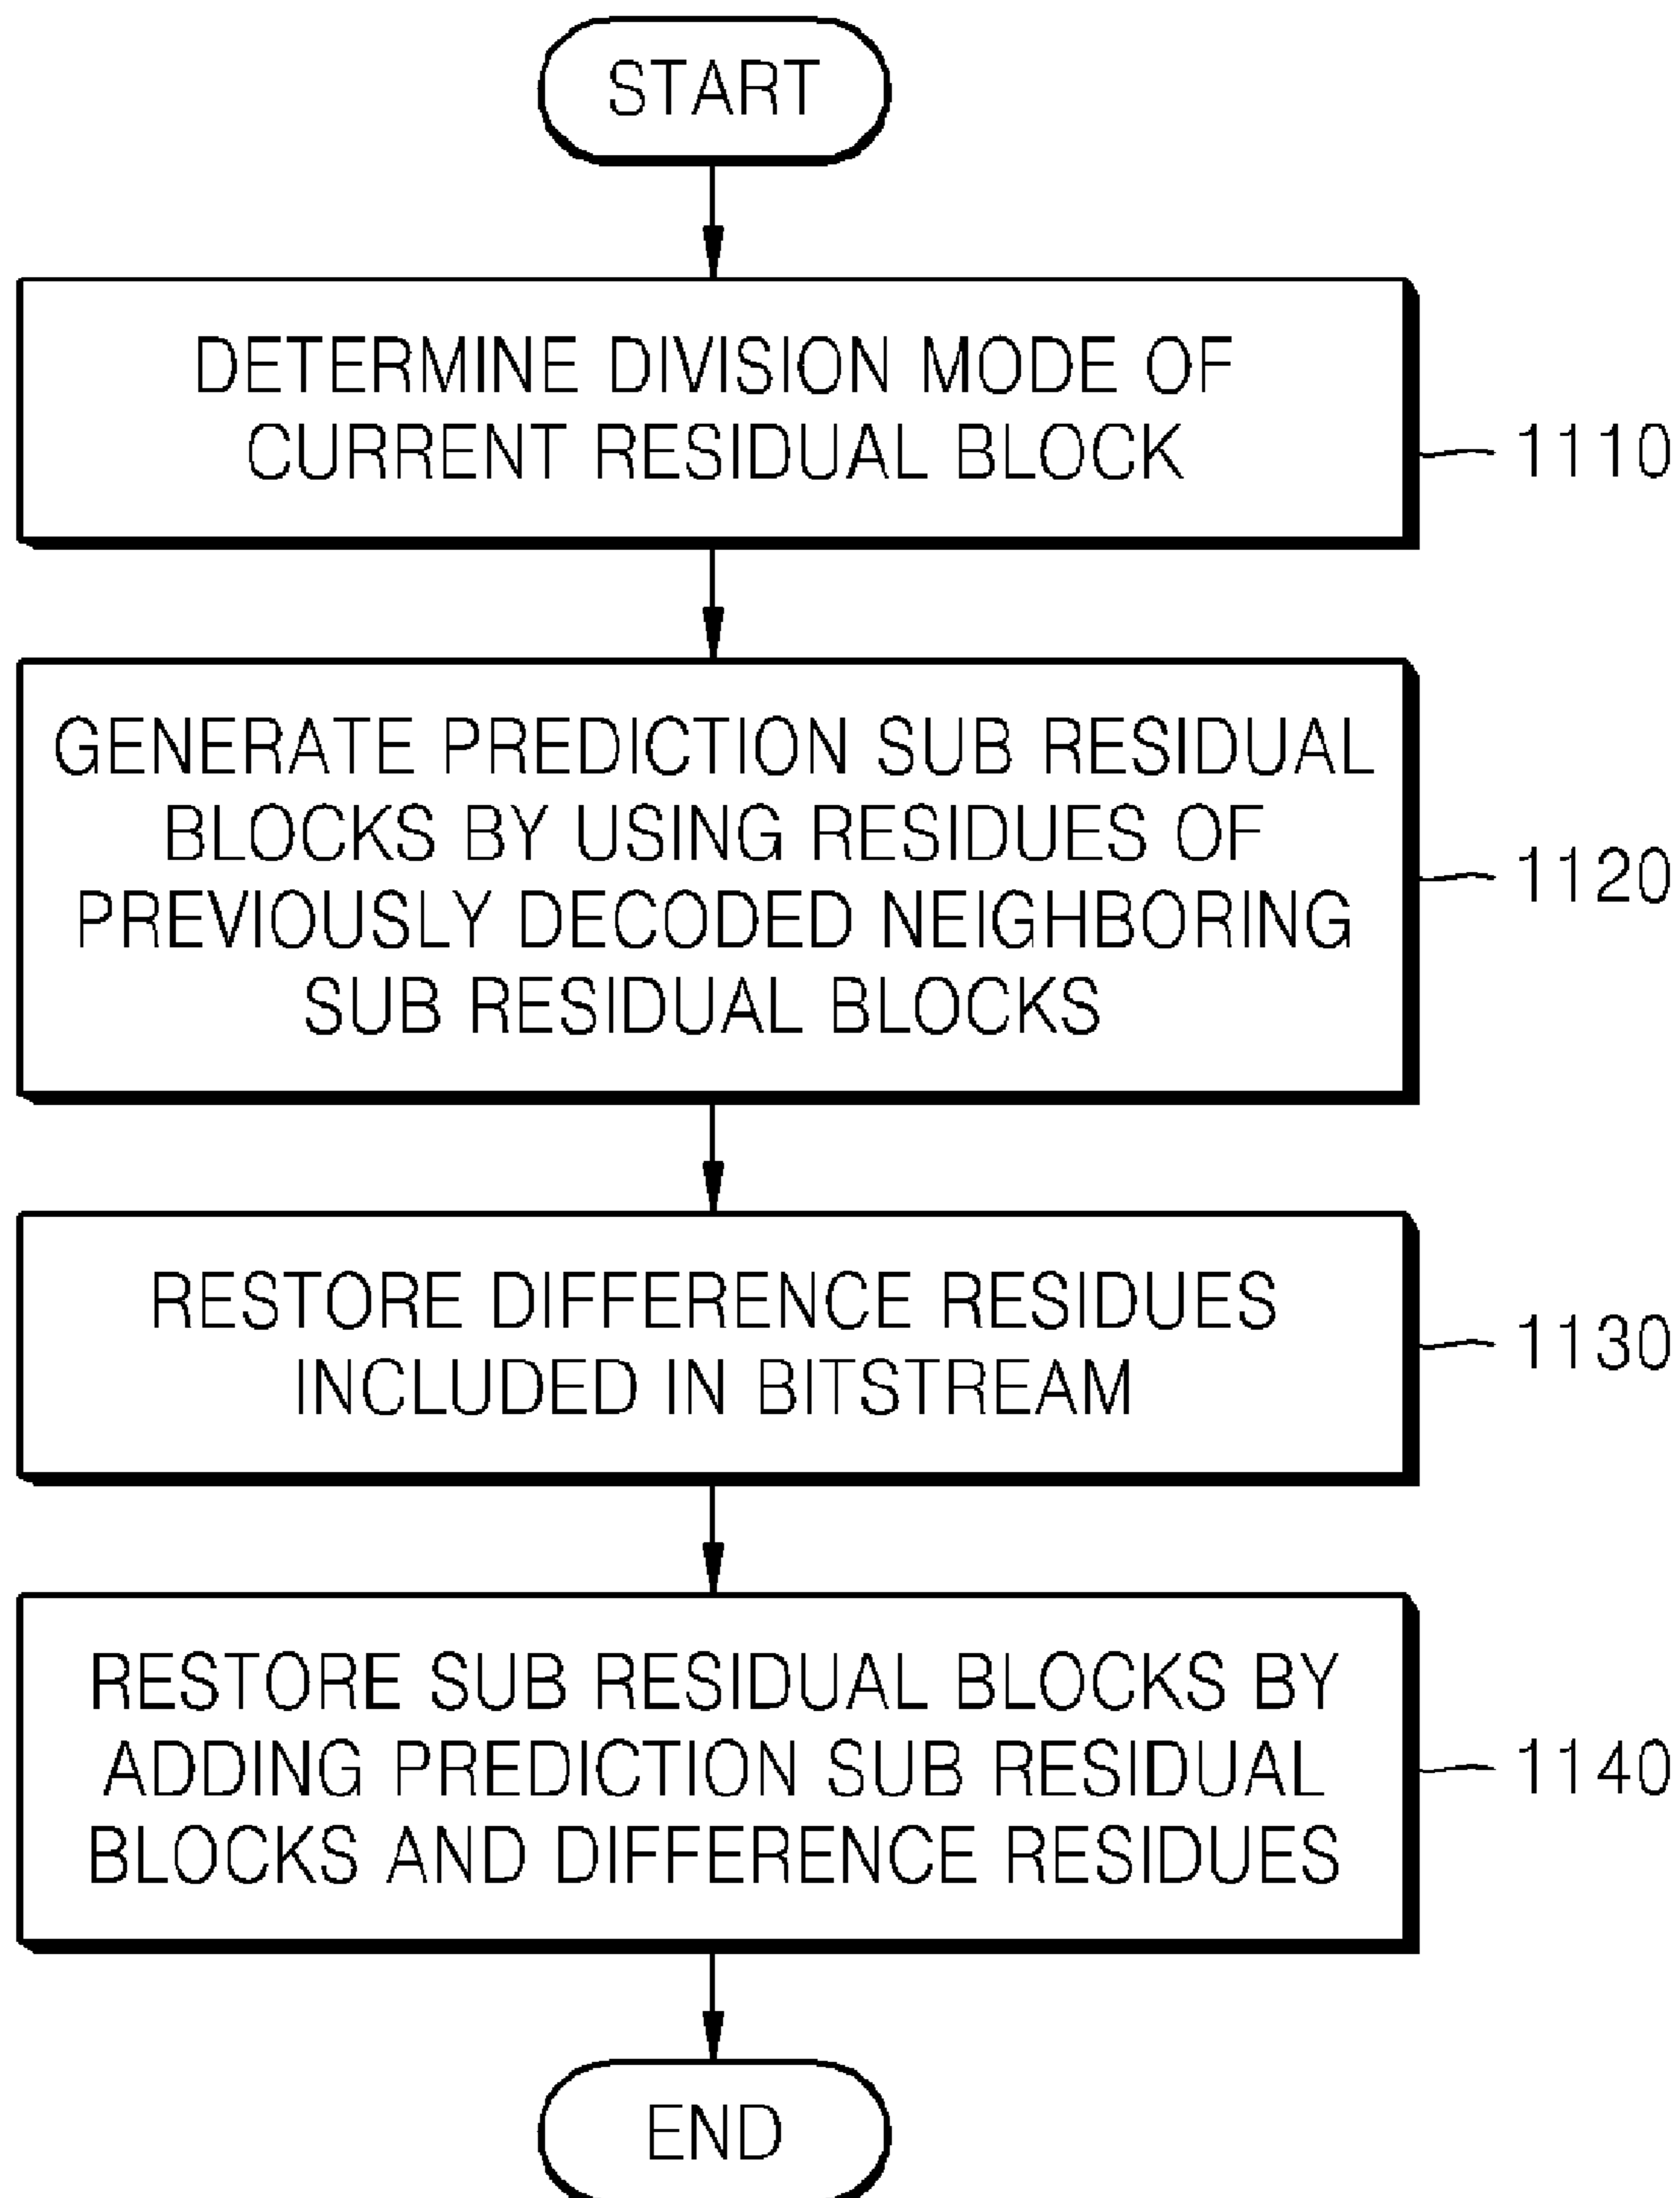 START
DETERMINE DIVISION MODE OF
CURRENT RESIDUAL BLOCK
1110
GENERATE PREDICTION SUB RESIDUAL
BLOCKS BY USING RESIDUES OF
PREVIOUSLY DECODED NEIGHBORING
SUB RESIDUAL BLOCKS
1120
RESTORE DIFFERENCE RESIDUES
INCLUDED IN BITSTREAM
1130
RESTORE SUB RESIDUAL BLOCKS BY
ADDING PREDICTION SUB RESIDUAL
BLOCKS AND DIFFERENCE RESIDUES
1140
END